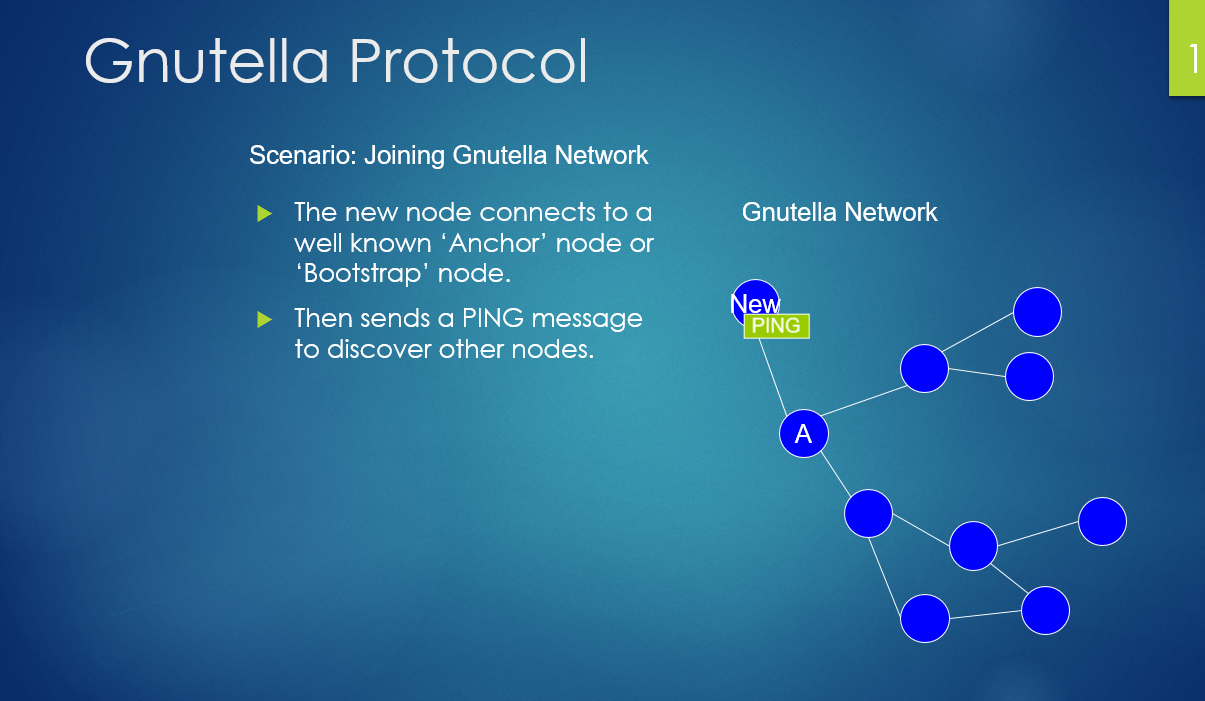 Gnutella Protocol
1
Scenario: Joining Gnutella Network
The new node connects to a
well known ‘Anchor’ node or
‘Bootstrap’ node.
Then sends a PING message
to discover other nodes.
Gnutella Network
New
PING
A